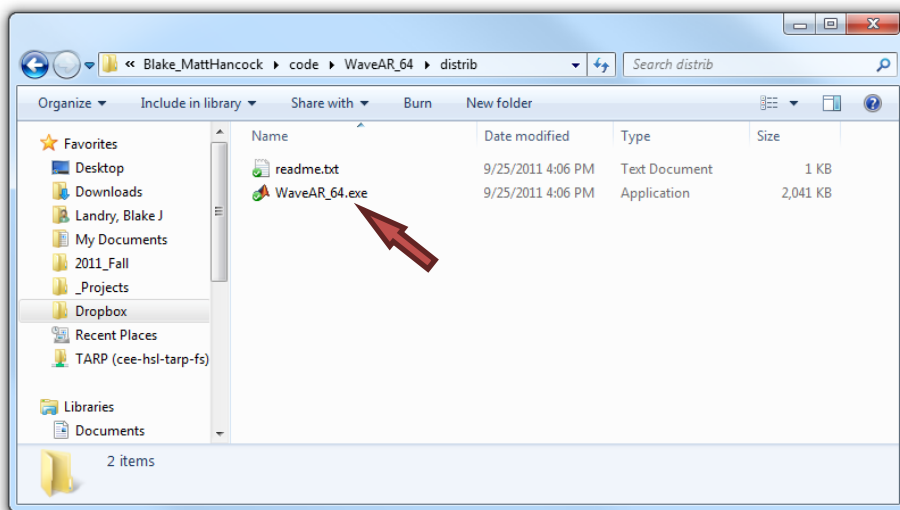 « Blake_MattHancock ▸ code ▸ WaveAR_64 ▸ distrib Search distrib
Organize Include in library Share with Burn New folder
Name Date modified Type Size
readme.txt 9/25/2011 4:06 PM Text Document 1 KB
WaveAR_64.exe 9/25/2011 4:06 PM Application 2,041 KB
Favorites
Desktop
Downloads
Landry, Blake J
My Documents
2011_Fall
_Projects
Dropbox
Recent Places
TARP (cee-hsl-tarp-fs)
Libraries
Documents
2 items